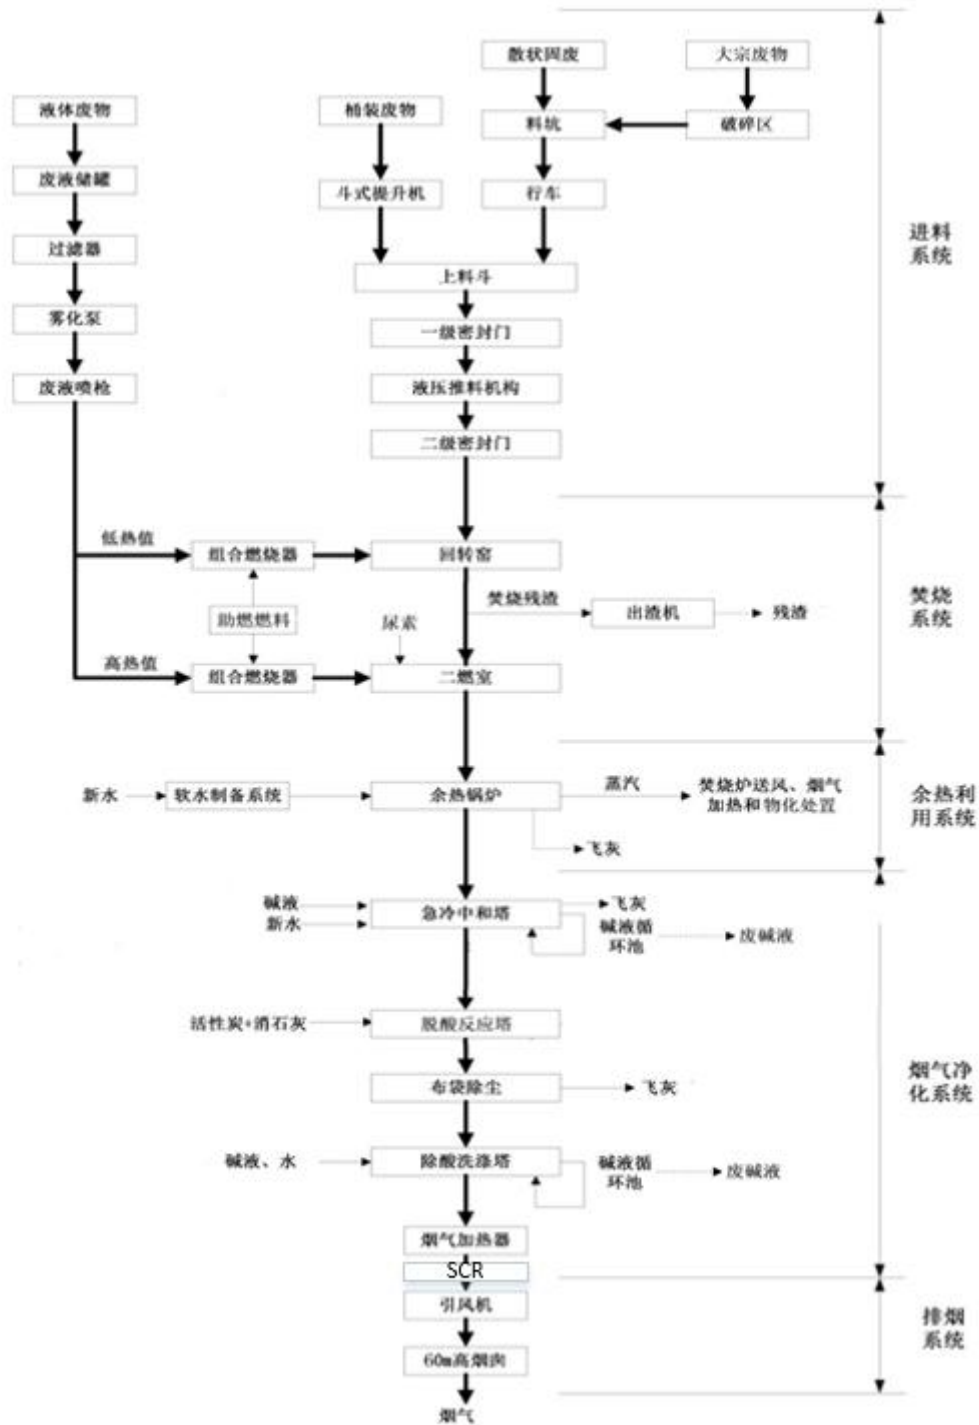 散状固废
大宗废物
液体废物
桶装废物
料坑
破碎区
废液储罐
斗式提升机
行车
进料
系统
过滤器
上料斗
雾化泵
一级密封门
废液喷枪
液压推料机构
二级密封门
低热值
组合燃烧器
回转窑
焚烧
系统
助燃燃料
尿素
焚烧残渣
出渣机
残渣
高热值
组合燃烧器
二燃室
新水
软水制备系统
余热锅炉
蒸汽
焚烧炉送风、烟气
加热和物化处置
余热利
用系统
飞灰
碱液
新水
急冷中和塔
飞灰
碱液循
环池
废碱液
活性炭+消石灰
脱酸反应塔
烟气净
化系统
布袋除尘
飞灰
碱液、水
除酸洗涤塔
碱液循
环池
废碱液
烟气加热器
SCR
引风机
排烟
系统
60m高烟囱
烟气